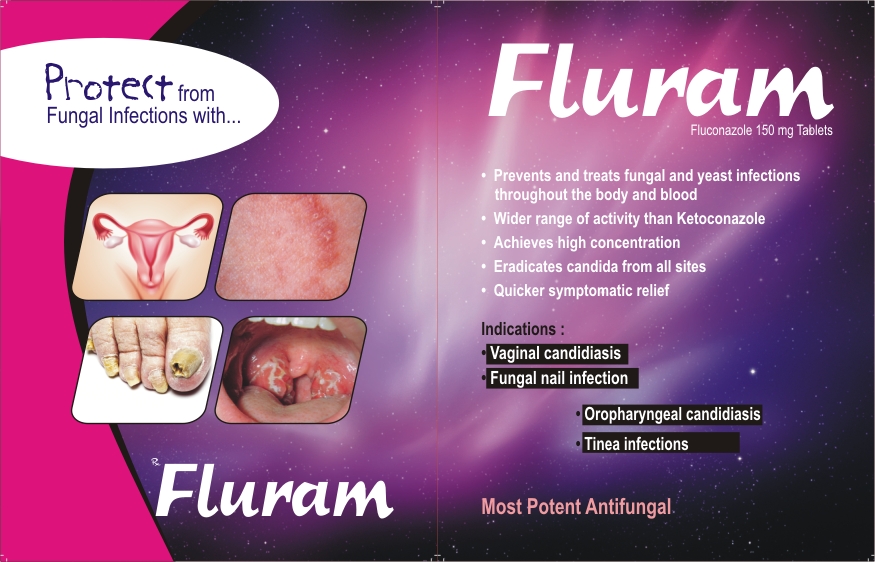 Protect from
Fungal Infections with...
Rx
Fluram
Fluram
Fluconazole 150 mg Tablets
• Prevents and treats fungal and yeast infections
throughout the body and blood
• Wider range of activity than Ketoconazole
• Achieves high concentration
• Eradicates candida from all sites
• Quicker symptomatic relief
Indications :
• Vaginal candidiasis
• Fungal nail infection
• Oropharyngeal candidiasis
• Tinea infections
Most Potent Antifungal